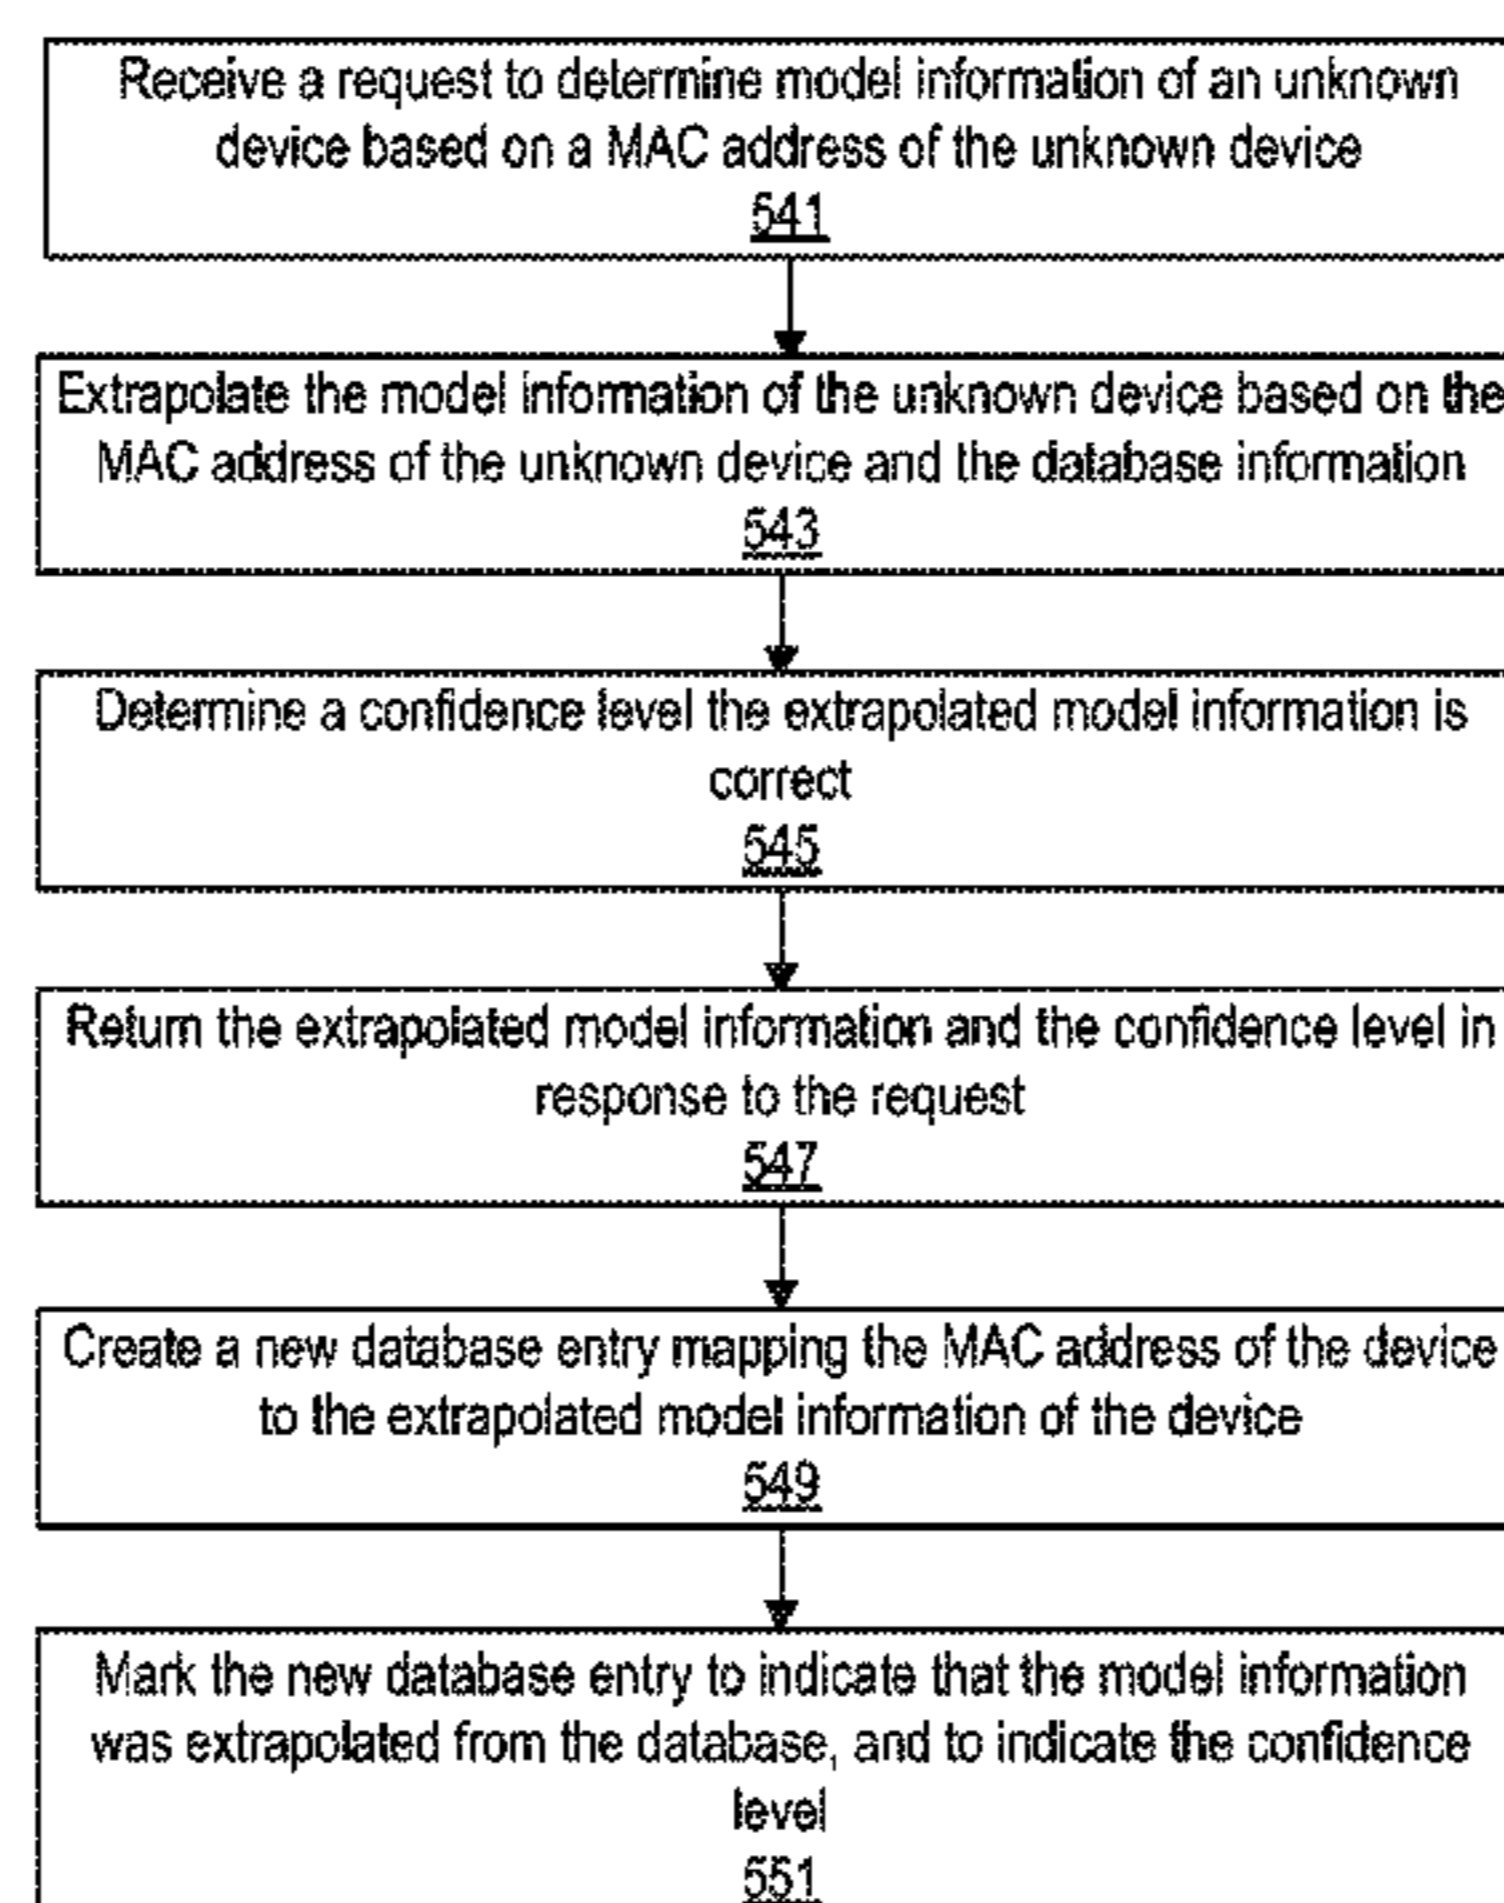 Receive a request to determine model information of an unknown
device based on a MAC address of the unknown device
541
Extrapolate the model information of the unknown device based on the
MAC address of the unknown device and the database information
543
Determine a confidence level the extrapolated model information is
correct
545
Return the extrapolated model information and the confidence level in
response to the request
547
Create a new database entry mapping the MAC address of the device
to the extrapolated model information of the device
549
Mark the new database entry to indicate that the model information
was extrapolated from the database, and to indicate the confidence
level
551